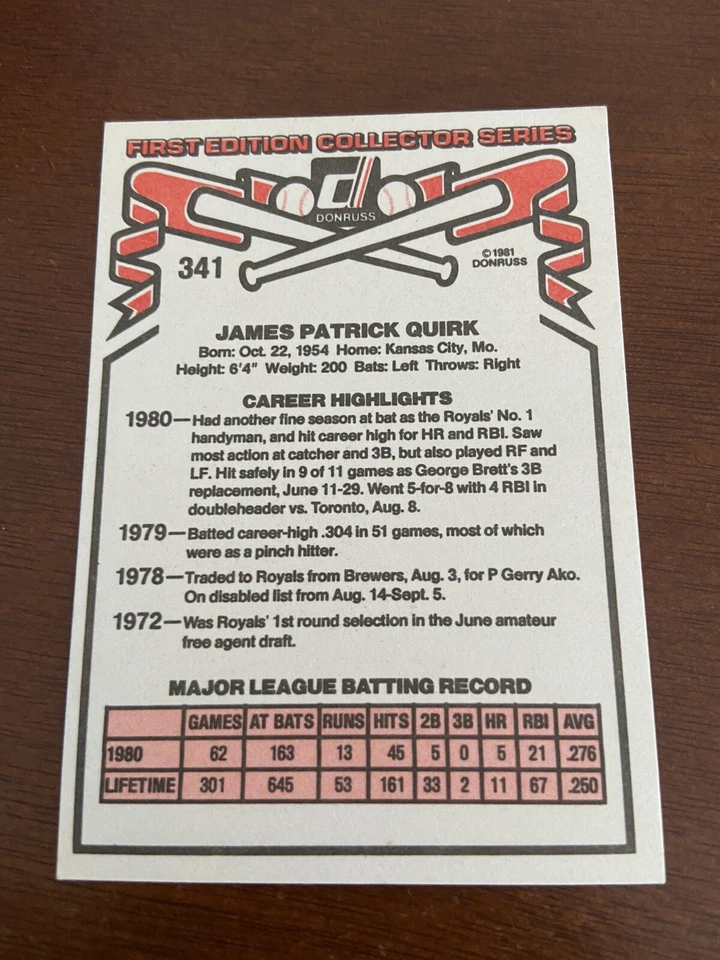 FIRST EDITION COLLECTOR SERIES
d
DONRUSS
341
© 1981
DONRUSS
JAMES PATRICK QUIRK
Born: Oct. 22, 1954 Home: Kansas City, Mo.
Height: 6'4" Weight: 200 Bats: Left Throws: Right
CAREER HIGHLIGHTS
1980—Had another fine season at bat as the Royals' No. 1
handyman, and hit career high for HR and RBI. Saw
most action at catcher and 3B, but also played RF and
LF. Hit safely in 9 of 11 games as George Brett's 3B
replacement, June 11-29. Went 5-for-8 with 4 RBI in
doubleheader vs. Toronto, Aug. 8.
1979—Batted career-high .304 in 51 games, most of which
were as a pinch hitter.
1978—Traded to Royals from Brewers, Aug. 3, for P Gerry Ako.
On disabled list from Aug. 14-Sept. 5.
1972—Was Royals' 1st round selection in the June amateur
free agent draft.
MAJOR LEAGUE BATTING RECORD
GAMES AT BATS RUNS HITS 2B 3B HR RBI AVG
1980 62 163 13 45 5 0 5 21 .276
LIFETIME 301 645 53 161 33 2 11 67 .250